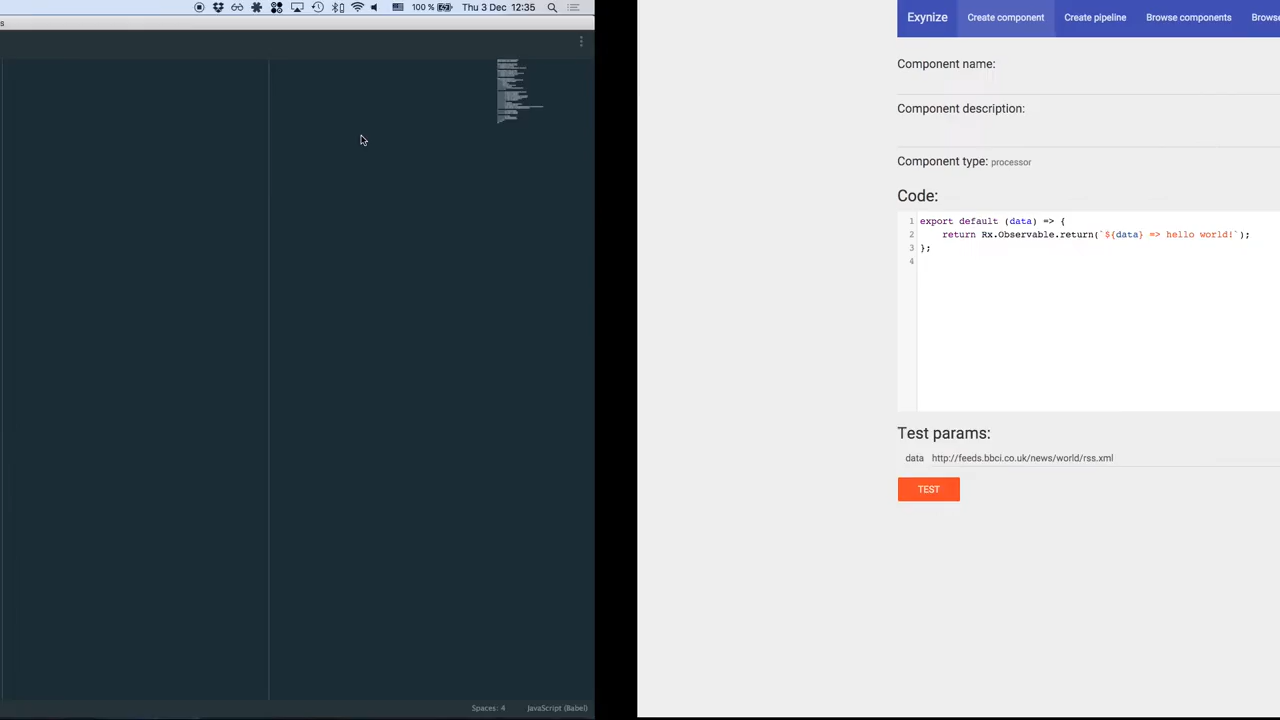 100 % Thu 3 Dec 12:35
s
Spaces: 4 JavaScript (Babel)
Exynize Create component Create pipeline Browse components Browse
Component name:
Component description:
Component type: processor
Code:
1 export default (data) => {
2 return Rx.Observable.return(`${data} => hello world!`);
3 };
4
Test params:
data http://feeds.bbci.co.uk/news/world/rss.xml
TEST